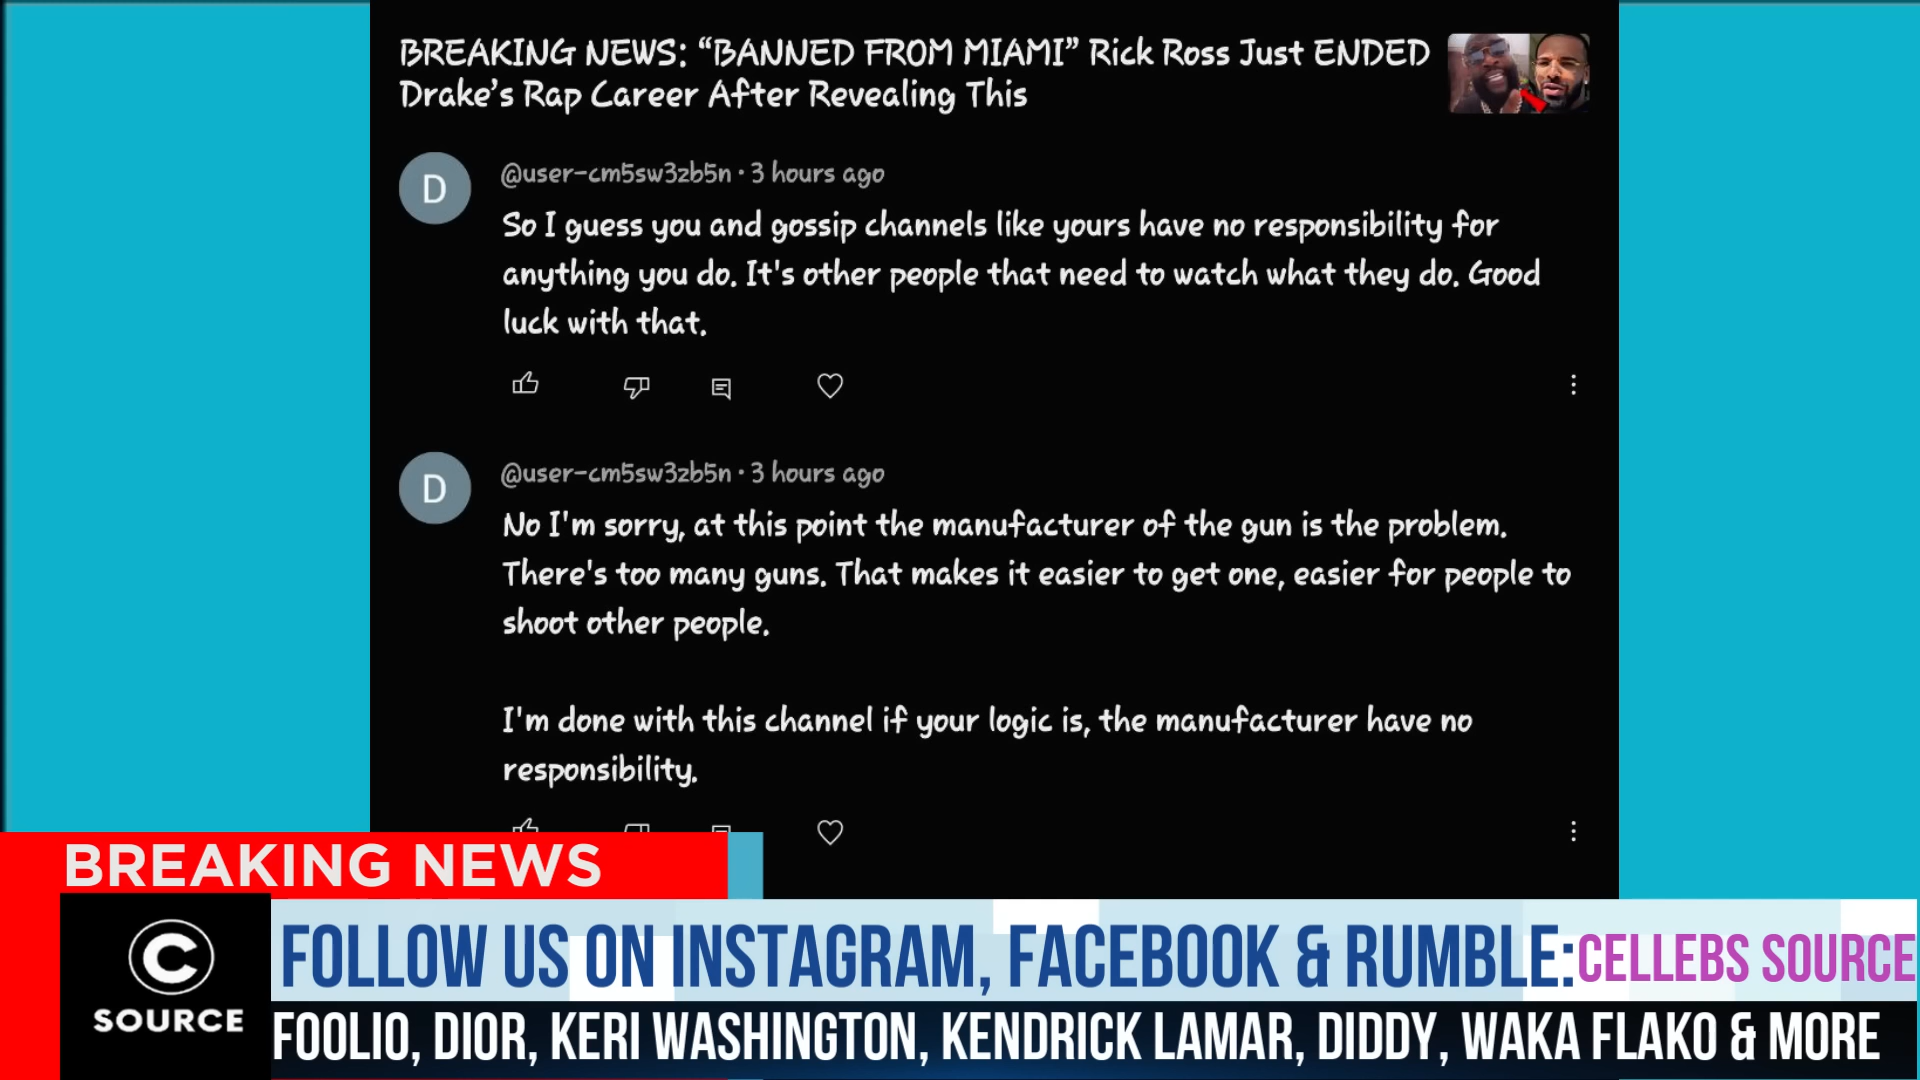 BREAKING NEWS: “BANNED FROM MIAMI” Rick Ross Just ENDED
Drake’s Rap Career After Revealing This
D
@user-cm5sw3zb5n · 3 hours ago
So I guess you and gossip channels like yours have no responsibility for
anything you do. It's other people that need to watch what they do. Good
luck with that.
D
@user-cm5sw3zb5n · 3 hours ago
No I'm sorry, at this point the manufacturer of the gun is the problem.
There's too many guns. That makes it easier to get one, easier for people to
shoot other people.
I'm done with this channel if your logic is, the manufacturer have no
responsibility.
BREAKING NEWS
C
SOURCE
FOLLOW US ON INSTAGRAM, FACEBOOK & RUMBLE:CELLEBS SOURCE
FOOLIO, DIOR, KERI WASHINGTON, KENDRICK LAMAR, DIDDY, WAKA FLAKO & MORE